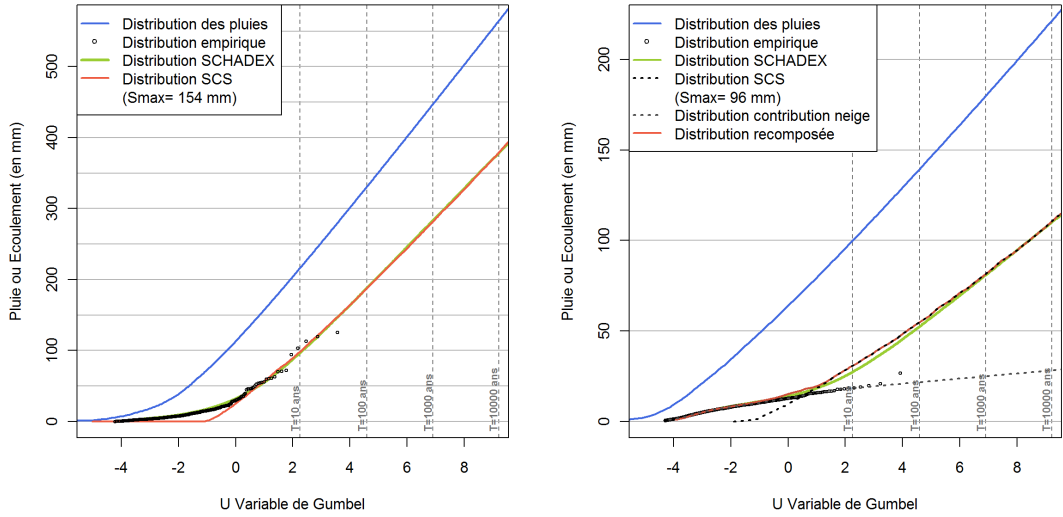 Distribution des pluies
Distribution empirique
Distribution SCHADEX
Distribution SCS
(Smax= 154 mm)
Pluie ou Ecoulement (en mm)
0
100
200
300
400
500
T=10 ans
T=100 ans
T=1000 ans
T=10000 ans
-4
-2
0
2
4
6
8
U Variable de Gumbel
Distribution des pluies
Distribution empirique
Distribution SCHADEX
Distribution SCS
(Smax= 96 mm)
Distribution contribution neige
Distribution recomposée
Pluie ou Ecoulement (en mm)
0
50
100
150
200
T=10 ans
T=100 ans
T=1000 ans
T=10000 ans
-4
-2
0
2
4
6
8
U Variable de Gumbel